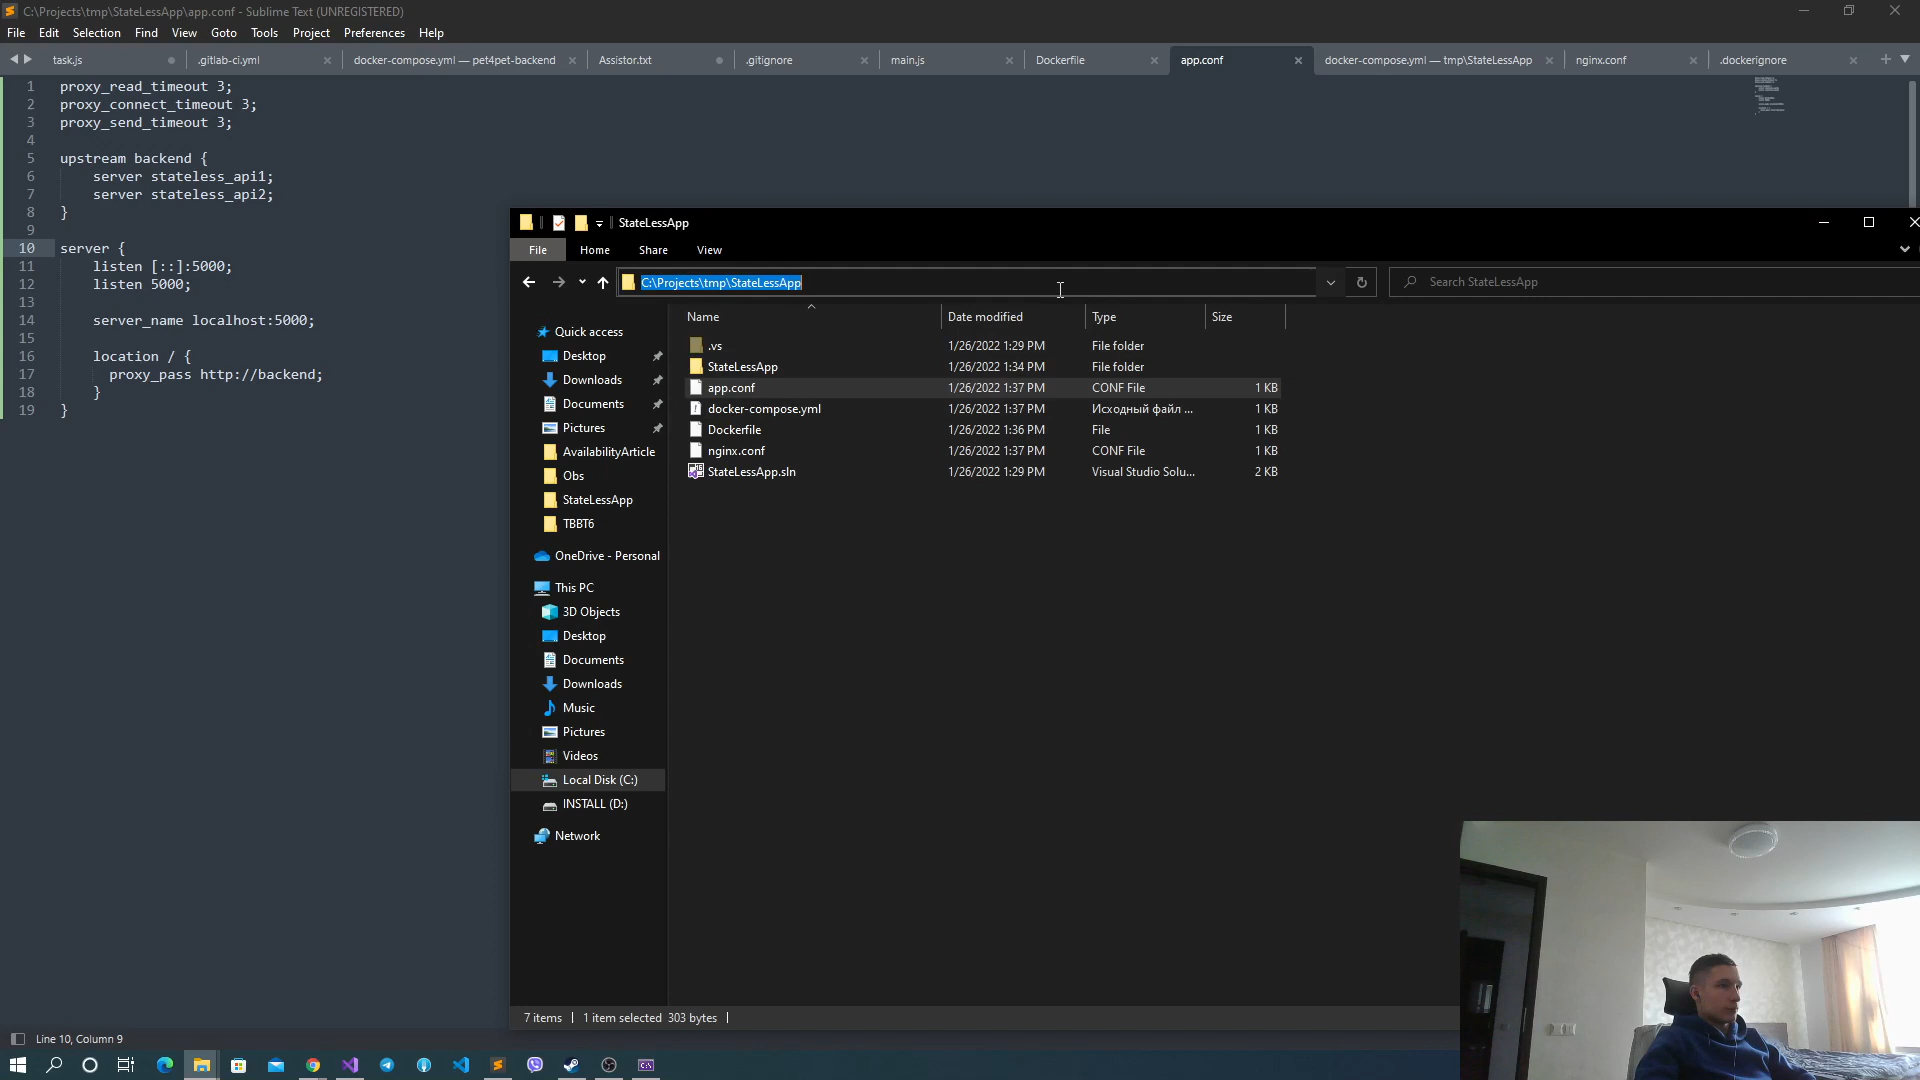 C:\Projects\tmp\StateLessApp\app.conf - Sublime Text (UNREGISTERED)
File Edit Selection Find View Goto Tools Project Preferences Help
task.js .gitlab-ci.yml docker-compose.yml — pet4pet-backend Assistor.txt .gitignore main.js Dockerfile app.conf docker-compose.yml — tmp\StateLessApp nginx.conf .dockerignore
1 proxy_read_timeout 3;
2 proxy_connect_timeout 3;
3 proxy_send_timeout 3;
4
5 upstream backend {
6 server stateless_api1;
7 server stateless_api2;
8 }
9
10 server {
11 listen [::]:5000;
12 listen 5000;
13
14 server_name localhost:5000;
15
16 location / {
17 proxy_pass http://backend;
18 }
19 }
StateLessApp
File Home Share View
C:\Projects\tmp\StateLessApp
Search StateLessApp
Name Date modified Type Size
.vs 1/26/2022 1:29 PM File folder
StateLessApp 1/26/2022 1:34 PM File folder
app.conf 1/26/2022 1:37 PM CONF File 1 KB
docker-compose.yml 1/26/2022 1:37 PM Исходный файл ... 1 KB
Dockerfile 1/26/2022 1:36 PM File 1 KB
nginx.conf 1/26/2022 1:37 PM CONF File 1 KB
StateLessApp.sln 1/26/2022 1:29 PM Visual Studio Solu... 2 KB
Quick access
Desktop
Downloads
Documents
Pictures
AvailabilityArticle
Obs
StateLessApp
TBBT6
OneDrive - Personal
This PC
3D Objects
Desktop
Documents
Downloads
Music
Pictures
Videos
Local Disk (C:)
INSTALL (D:)
Network
7 items 1 item selected 303 bytes
Line 10, Column 9